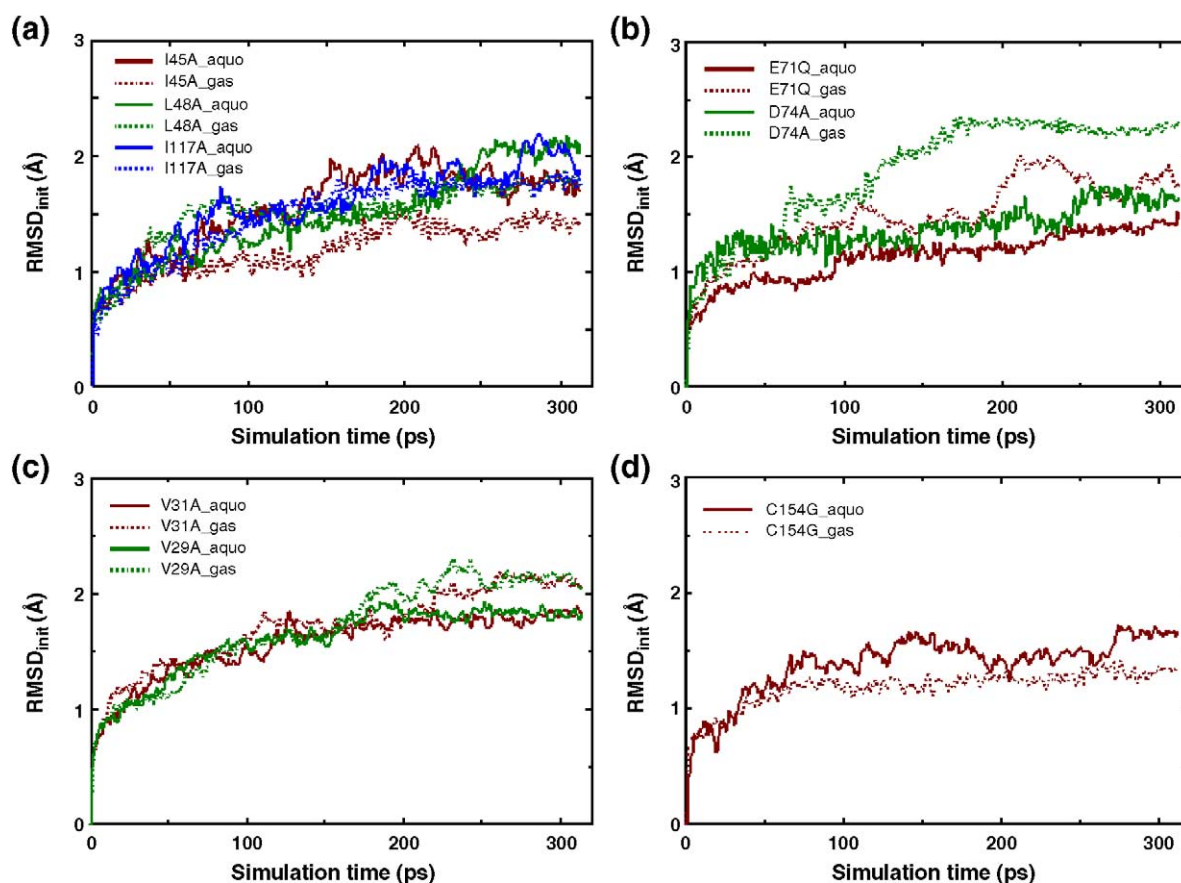 (a)
3
2
1
0
RMSDinit (Å)
I45A_aquo
I45A_gas
L48A_aquo
L48A_gas
I117A_aquo
I117A_gas
0 100 200 300
Simulation time (ps)
(b)
3
2
1
0
RMSDinit (Å)
E71Q_aquo
E71Q_gas
D74A_aquo
D74A_gas
0 100 200 300
Simulation time (ps)
(c)
3
2
1
0
RMSDinit (Å)
V31A_aquo
V31A_gas
V29A_aquo
V29A_gas
0 100 200 300
Simulation time (ps)
(d)
3
2
1
0
RMSDinit (Å)
C154G_aquo
C154G_gas
0 100 200 300
Simulation time (ps)